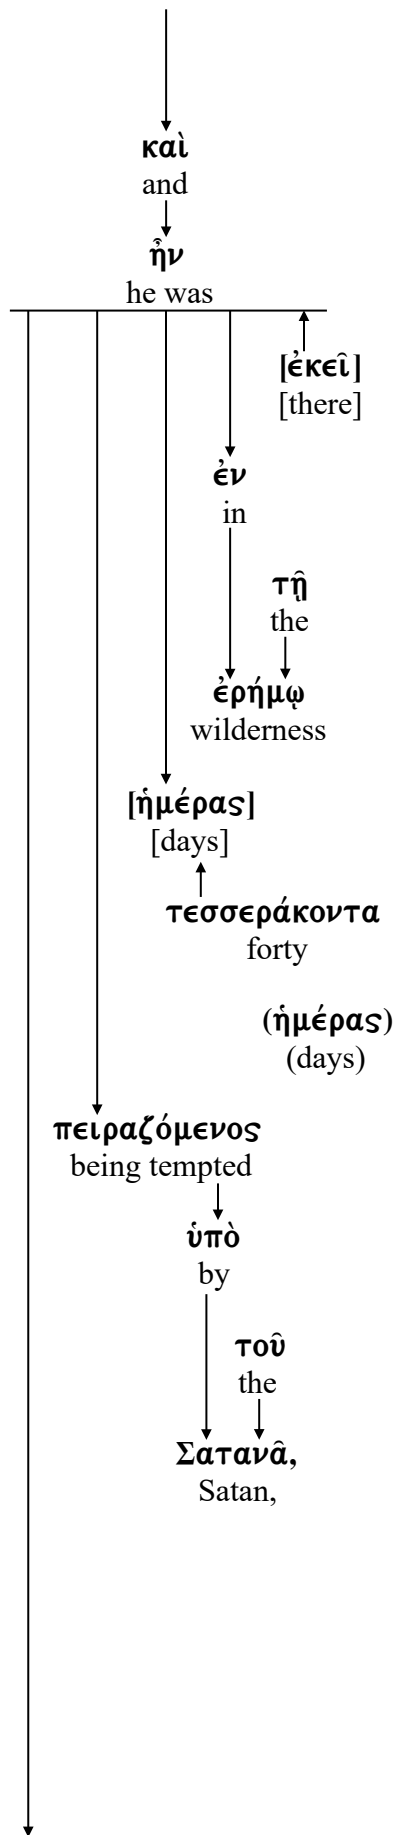 καὶ
and
ἦν
he was
[ἐκεῖ]
[there]
ἐν
in
τῇ
the
ἐρήμῳ
wilderness
[ἡμέρας]
[days]
τεσσεράκοντα
forty
(ἡμέρας)
(days)
πειραζόμενος
being tempted
ὑπὸ
by
τοῦ
the
Σατανᾶ,
Satan,